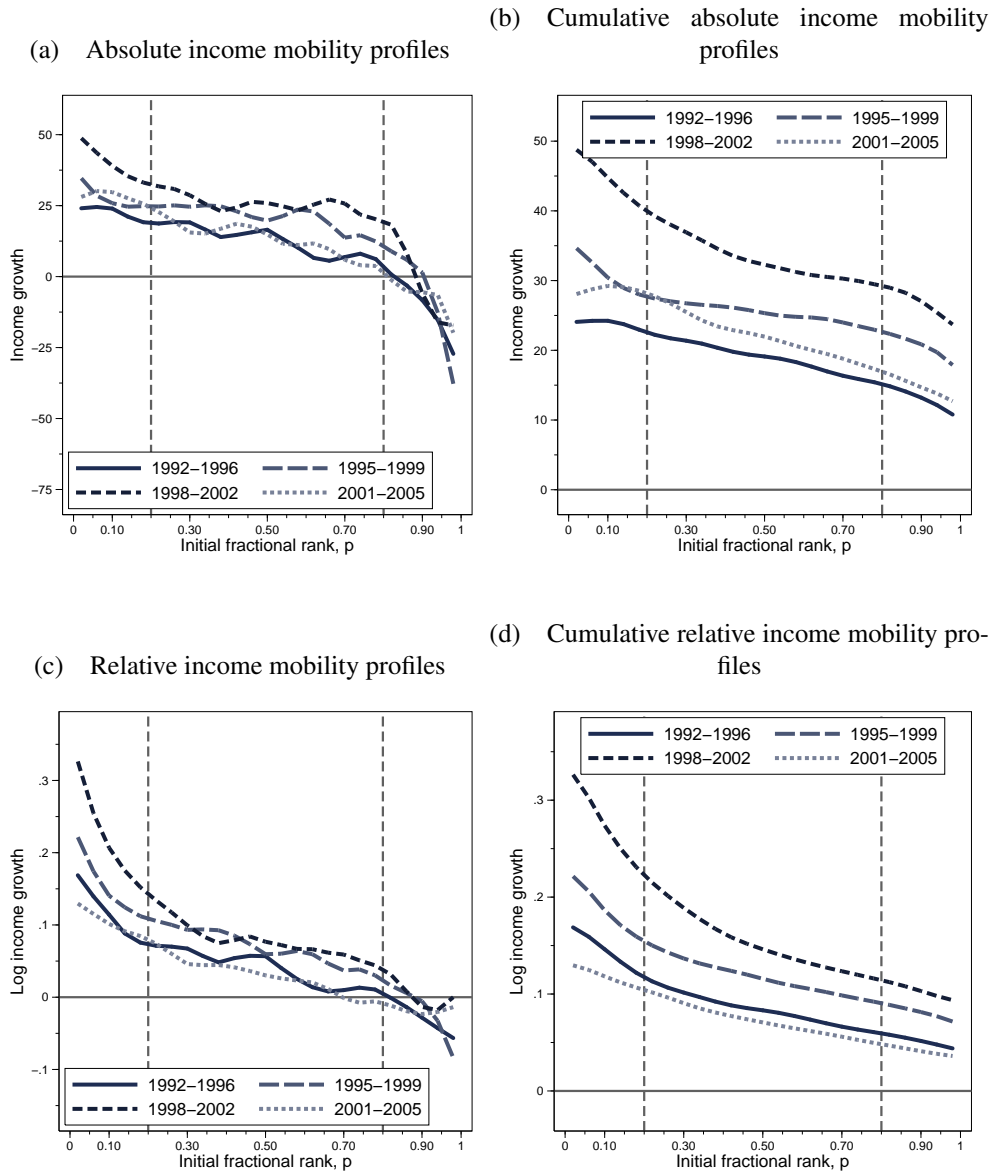 (a) Absolute income mobility profiles
50
25
0
−25
−50
−75
Income growth
1992−1996 1995−1999
1998−2002 2001−2005
0 0.10 0.30 0.50 0.70 0.90 1
Initial fractional rank, p
(b) Cumulative absolute income mobility
profiles
1992−1996 1995−1999
1998−2002 2001−2005
50
40
30
20
10
0
Income growth
0 0.10 0.30 0.50 0.70 0.90 1
Initial fractional rank, p
(c) Relative income mobility profiles
.3
.2
.1
0
−.1
Log income growth
1992−1996 1995−1999
1998−2002 2001−2005
0 0.10 0.30 0.50 0.70 0.90 1
Initial fractional rank, p
(d) Cumulative relative income mobility pro-
files
1992−1996 1995−1999
1998−2002 2001−2005
.3
.2
.1
0
Log income growth
0 0.10 0.30 0.50 0.70 0.90 1
Initial fractional rank, p